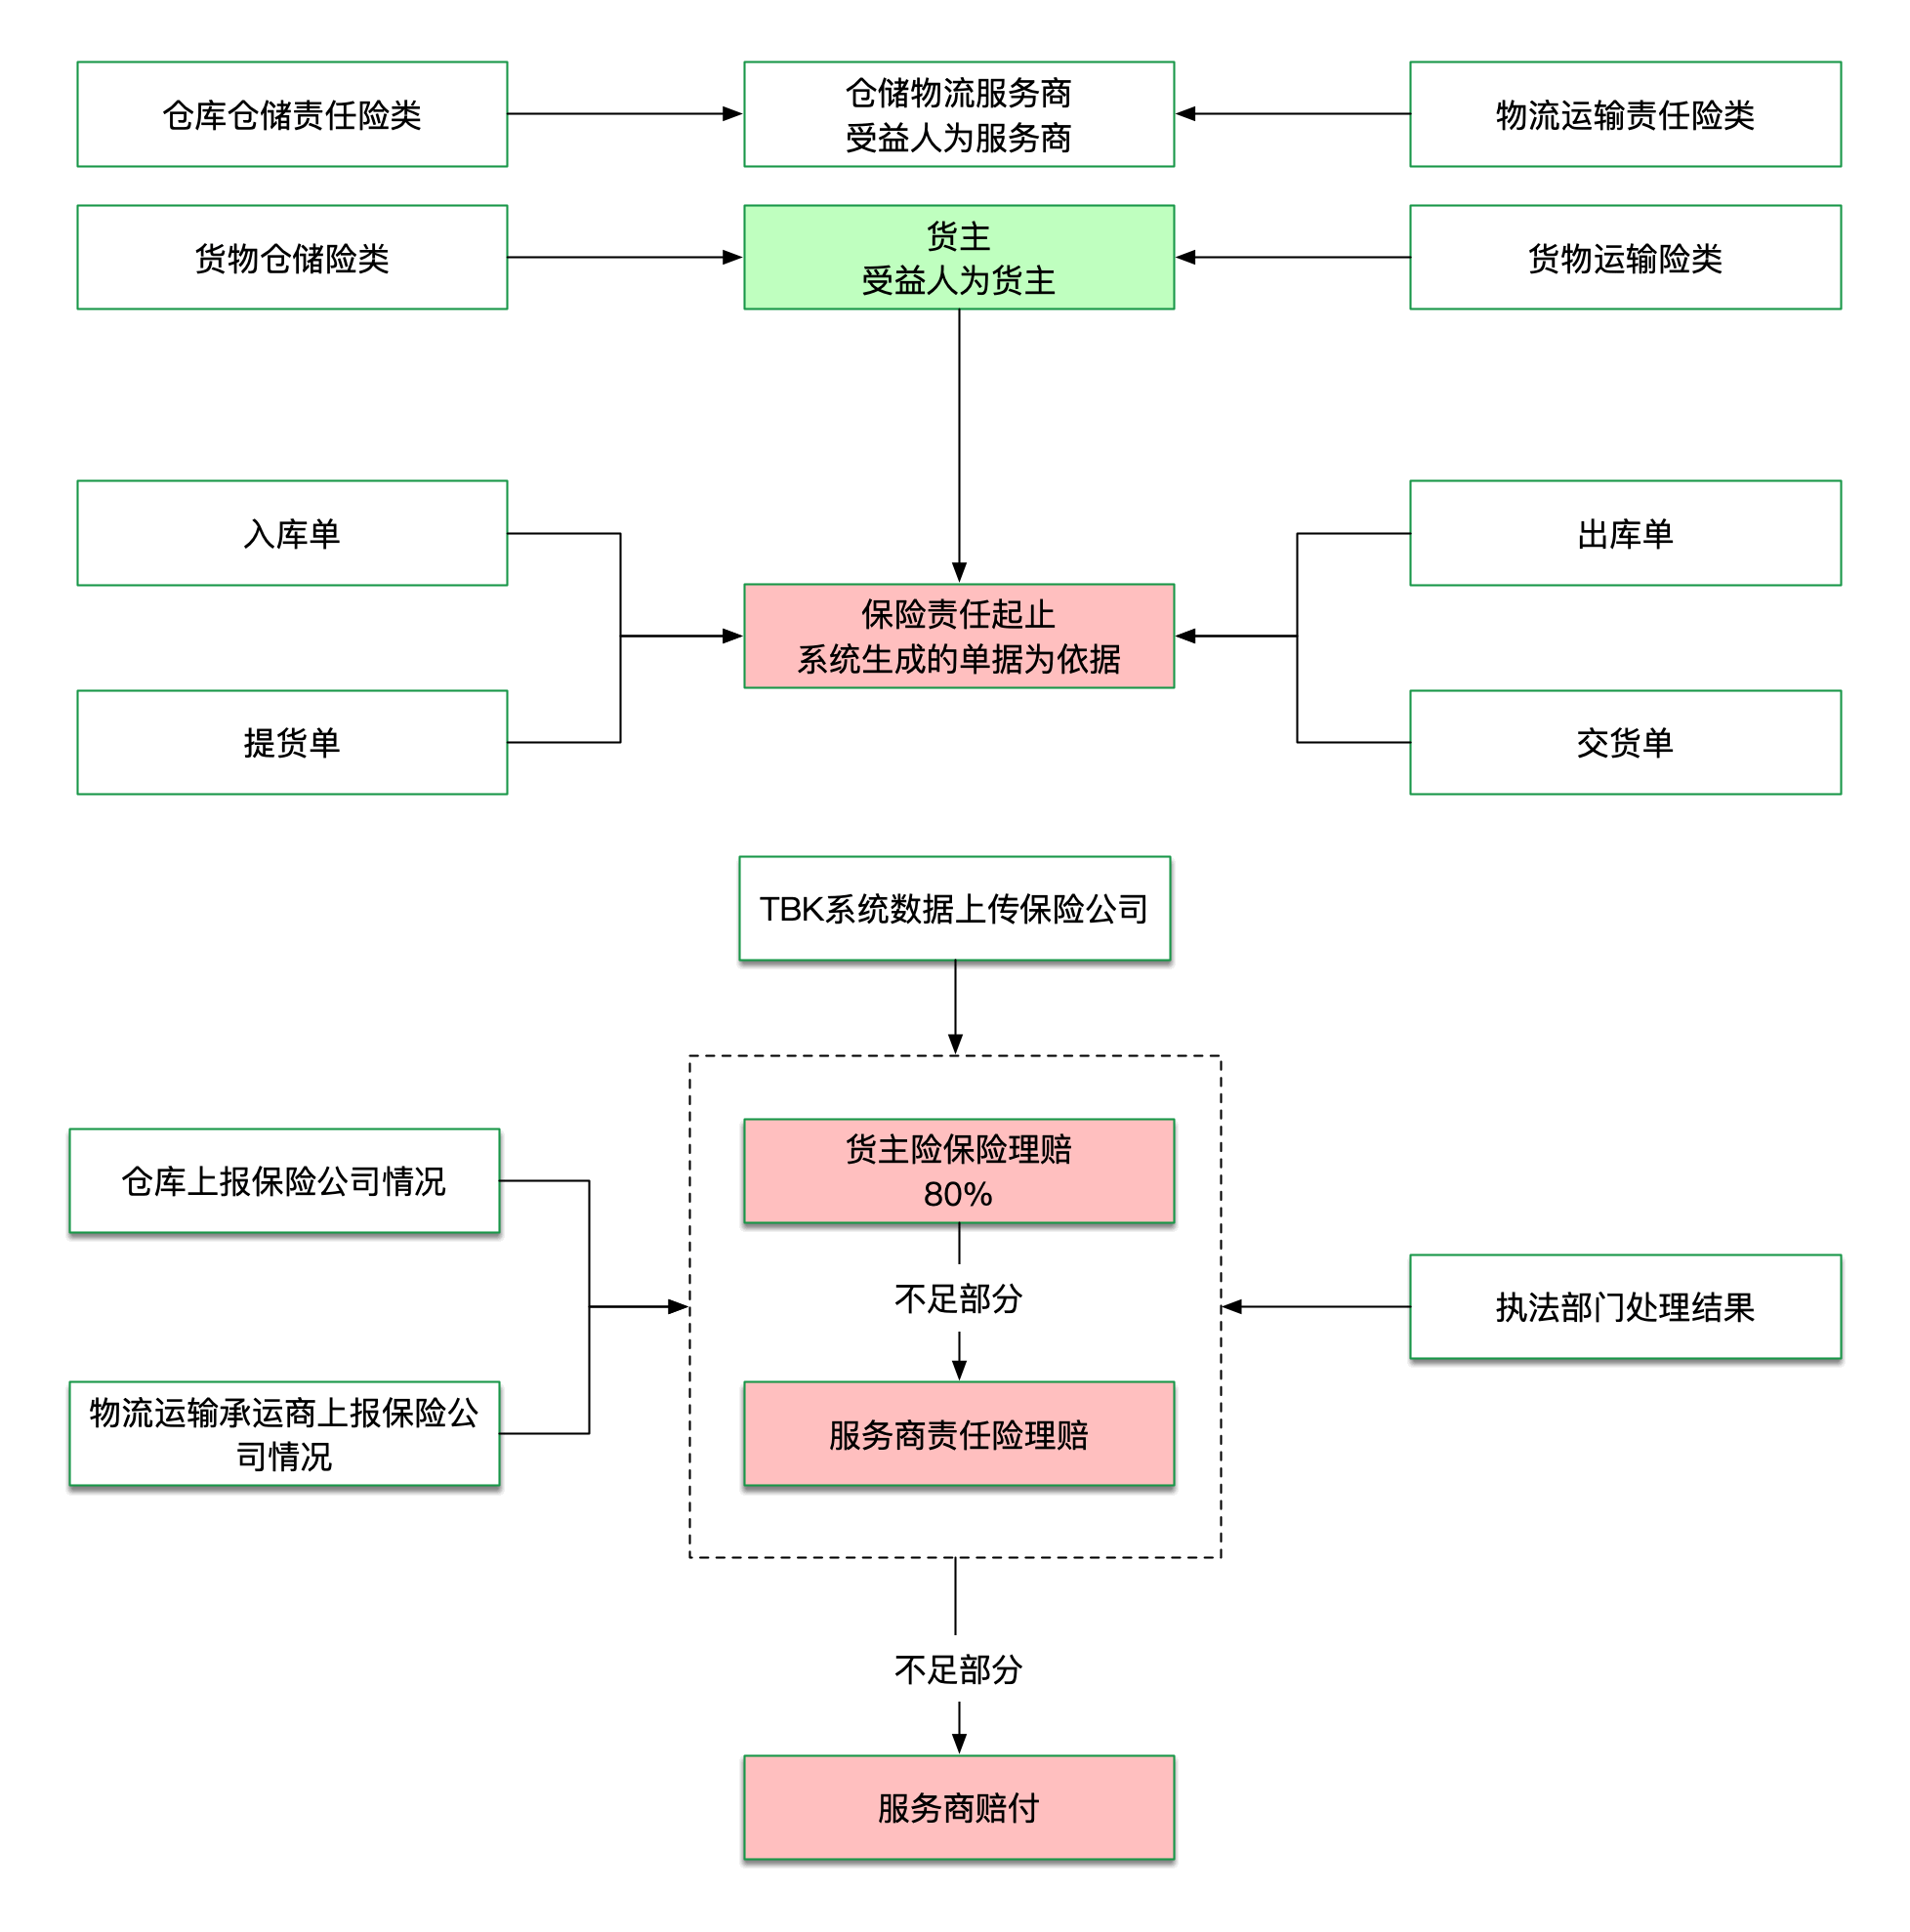 仓库仓储责任险类
仓储物流服务商
受益人为服务商
物流运输责任险类
货物仓储险类
货主
受益人为货主
货物运输险类
入库单
出库单
保险责任起止
系统生成的单据为依据
提货单
交货单
TBK系统数据上传保险公司
货主险保险理赔
80%
仓库上报保险公司情况
不足部分
执法部门处理结果
物流运输承运商上报保险公
司情况
服务商责任险理赔
不足部分
服务商赔付